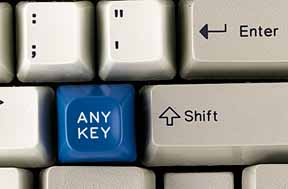 : "
; '
Enter
ANY
KEY
Shift